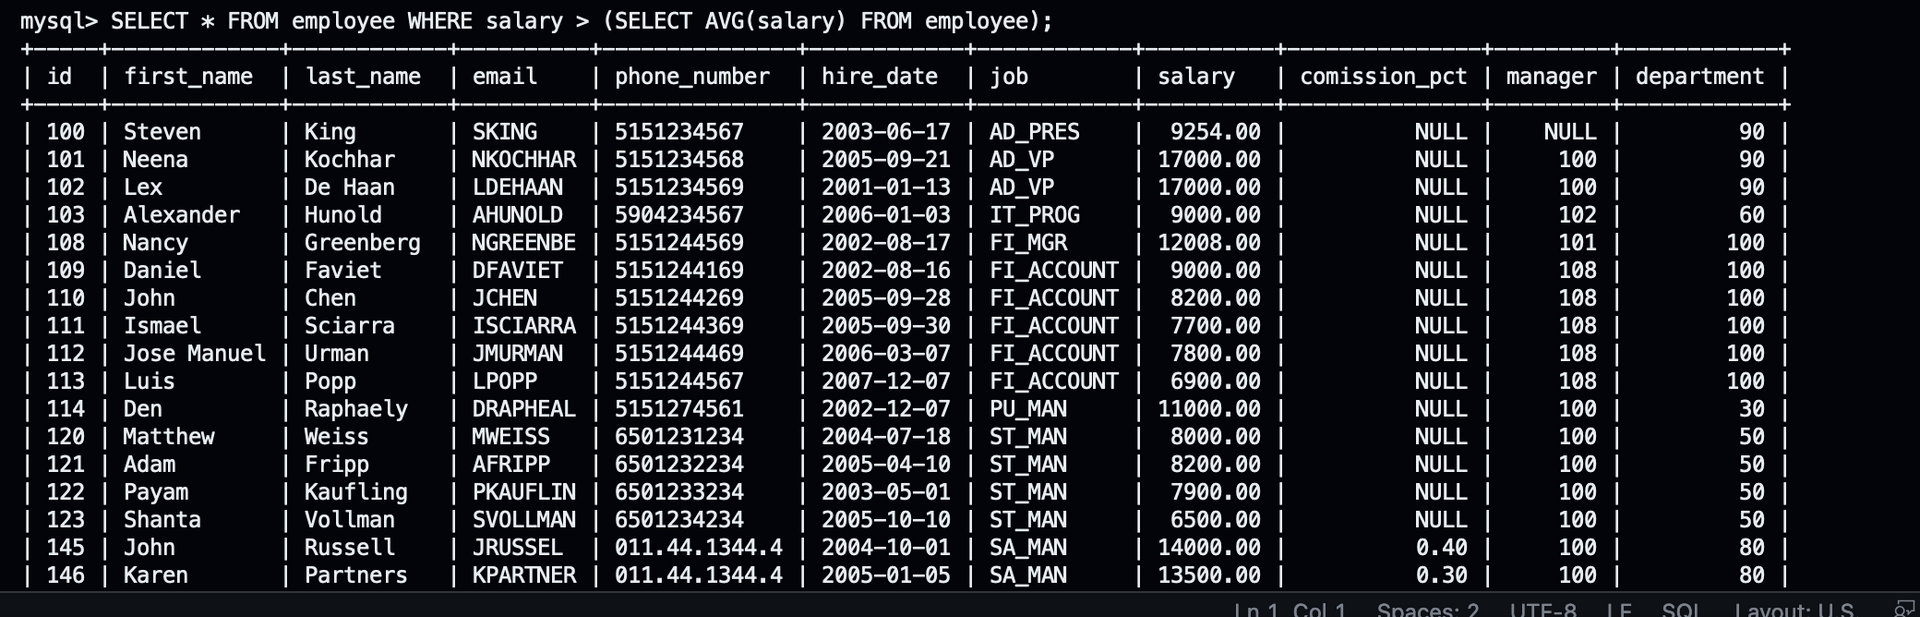 mysql> SELECT * FROM employee WHERE salary > (SELECT AVG(salary) FROM employee);
+-----+-------------+------------+----------+---------------+------------+------------+----------+---------------+---------+------------+
| id  | first_name  | last_name  | email    | phone_number  | hire_date  | job        | salary   | comission_pct | manager | department |
+-----+-------------+------------+----------+---------------+------------+------------+----------+---------------+---------+------------+
| 100 | Steven      | King       | SKING    | 5151234567    | 2003-06-17 | AD_PRES    |  9254.00 |          NULL |    NULL |         90 |
| 101 | Neena       | Kochhar    | NKOCHHAR | 5151234568    | 2005-09-21 | AD_VP      | 17000.00 |          NULL |     100 |         90 |
| 102 | Lex         | De Haan    | LDEHAAN  | 5151234569    | 2001-01-13 | AD_VP      | 17000.00 |          NULL |     100 |         90 |
| 103 | Alexander   | Hunold     | AHUNOLD  | 5904234567    | 2006-01-03 | IT_PROG    |  9000.00 |          NULL |     102 |         60 |
| 108 | Nancy       | Greenberg  | NGREENBE | 5151244569    | 2002-08-17 | FI_MGR     | 12008.00 |          NULL |     101 |        100 |
| 109 | Daniel      | Faviet     | DFAVIET  | 5151244169    | 2002-08-16 | FI_ACCOUNT |  9000.00 |          NULL |     108 |        100 |
| 110 | John        | Chen       | JCHEN    | 5151244269    | 2005-09-28 | FI_ACCOUNT |  8200.00 |          NULL |     108 |        100 |
| 111 | Ismael      | Sciarra    | ISCIARRA | 5151244369    | 2005-09-30 | FI_ACCOUNT |  7700.00 |          NULL |     108 |        100 |
| 112 | Jose Manuel | Urman      | JMURMAN  | 5151244469    | 2006-03-07 | FI_ACCOUNT |  7800.00 |          NULL |     108 |        100 |
| 113 | Luis        | Popp       | LPOPP    | 5151244567    | 2007-12-07 | FI_ACCOUNT |  6900.00 |          NULL |     108 |        100 |
| 114 | Den         | Raphaely   | DRAPHEAL | 5151274561    | 2002-12-07 | PU_MAN     | 11000.00 |          NULL |     100 |         30 |
| 120 | Matthew     | Weiss      | MWEISS   | 6501231234    | 2004-07-18 | ST_MAN     |  8000.00 |          NULL |     100 |         50 |
| 121 | Adam        | Fripp      | AFRIPP   | 6501232234    | 2005-04-10 | ST_MAN     |  8200.00 |          NULL |     100 |         50 |
| 122 | Payam       | Kaufling   | PKAUFLIN | 6501233234    | 2003-05-01 | ST_MAN     |  7900.00 |          NULL |     100 |         50 |
| 123 | Shanta      | Vollman    | SVOLLMAN | 6501234234    | 2005-10-10 | ST_MAN     |  6500.00 |          NULL |     100 |         50 |
| 145 | John        | Russell    | JRUSSEL  | 011.44.1344.4 | 2004-10-01 | SA_MAN     | 14000.00 |          0.40 |     100 |         80 |
| 146 | Karen       | Partners   | KPARTNER | 011.44.1344.4 | 2005-01-05 | SA_MAN     | 13500.00 |          0.30 |     100 |         80 |
Ln 1, Col 1 Spaces: 2 UTF-8 LF SQL Layout: U.S.